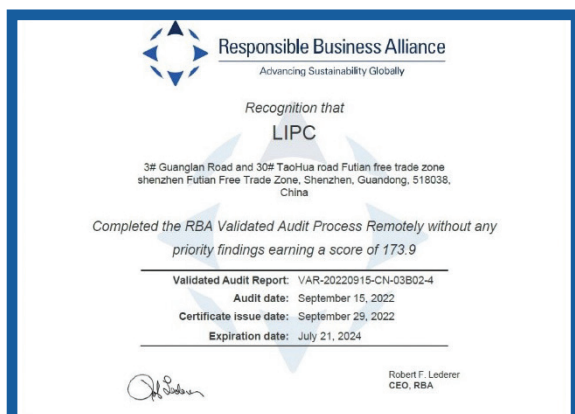 Responsible Business Alliance
Advancing Sustainability Globally
Recognition that
LIPC
3# Guanglan Road and 30# TaoHua road Futian free trade zone
shenzhen Futian Free Trade Zone, Shenzhen, Guandong, 518038,
China
Completed the RBA Validated Audit Process Remotely without any
priority findings earning a score of 173.9
Validated Audit Report: VAR-20220915-CN-03B02-4
Audit date: September 15, 2022
Certificate issue date: September 29, 2022
Expiration date: July 21, 2024
Robert F. Lederer
CEO, RBA